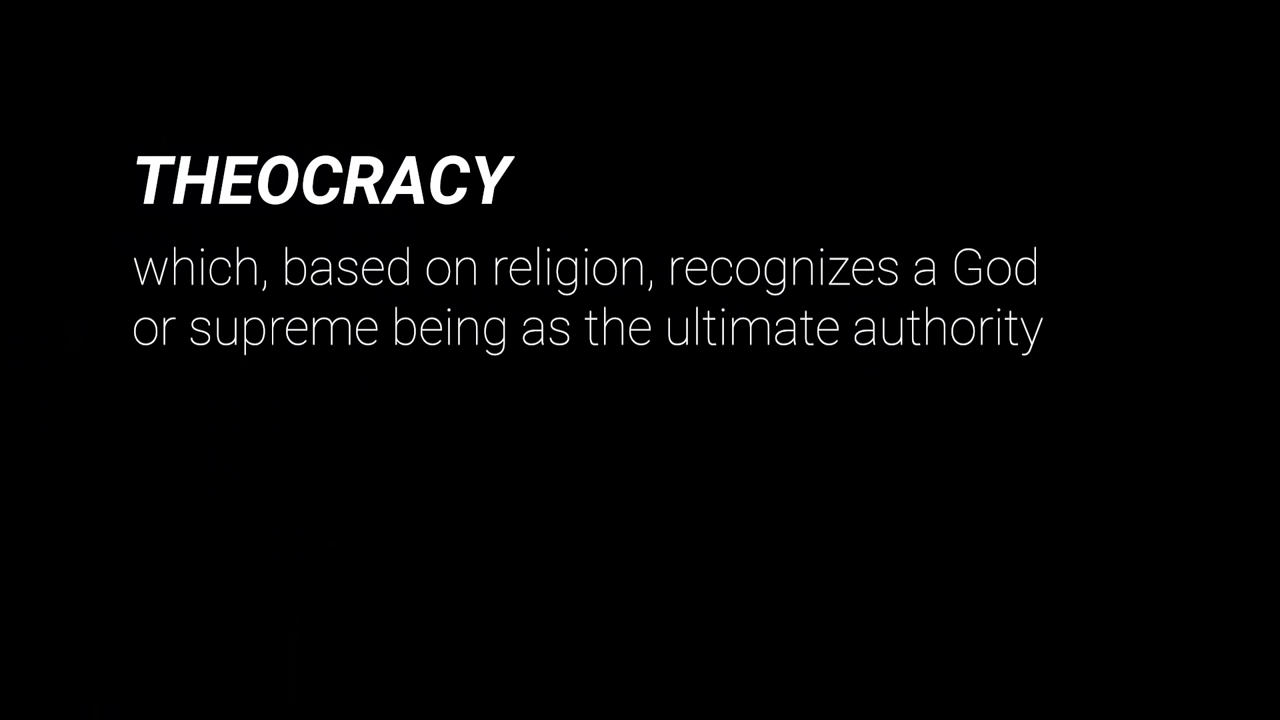 THEOCRACY
which, based on religion, recognizes a God
or supreme being as the ultimate authority